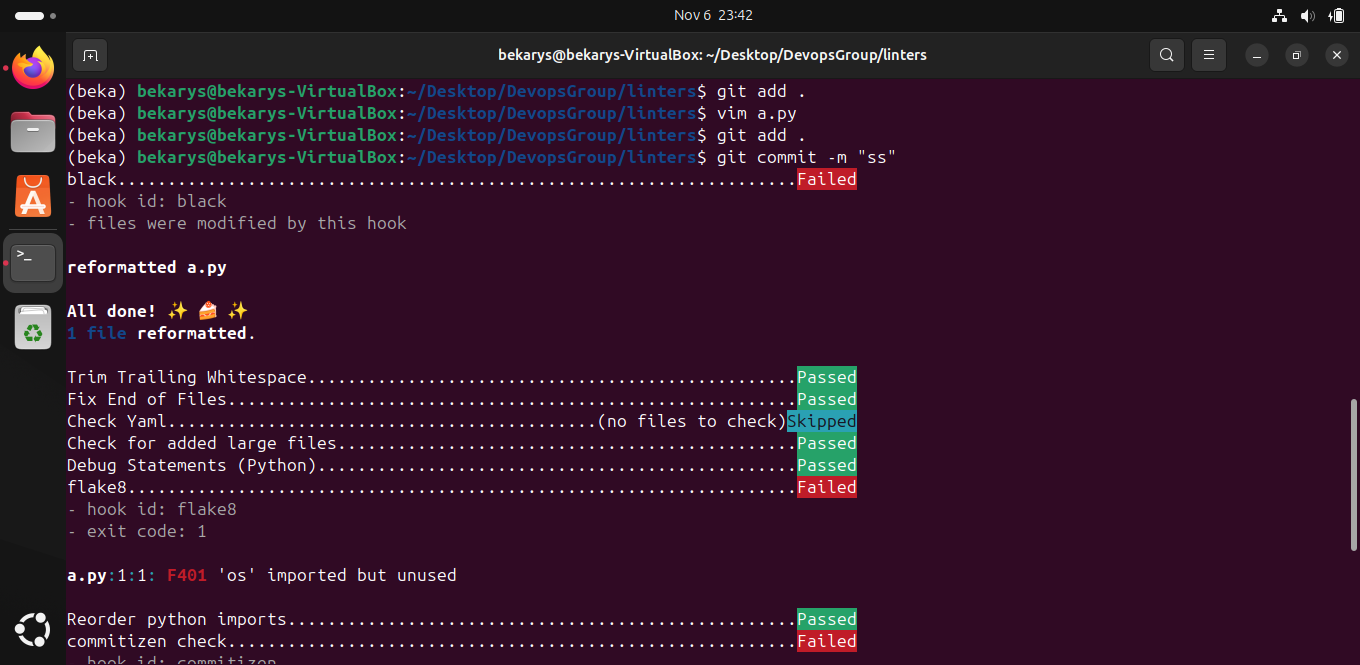 Nov 6 23:42
bekarys@bekarys-VirtualBox: ~/Desktop/DevopsGroup/linters
(beka) bekarys@bekarys-VirtualBox:~/Desktop/DevopsGroup/linters$ git add .
(beka) bekarys@bekarys-VirtualBox:~/Desktop/DevopsGroup/linters$ vim a.py
(beka) bekarys@bekarys-VirtualBox:~/Desktop/DevopsGroup/linters$ git add .
(beka) bekarys@bekarys-VirtualBox:~/Desktop/DevopsGroup/linters$ git commit -m "ss"
black....................................................................Failed
- hook id: black
- files were modified by this hook
reformatted a.py
All done! ✨ 🍰 ✨
1 file reformatted.
Trim Trailing Whitespace.................................................Passed
Fix End of Files.........................................................Passed
Check Yaml...........................................(no files to check)Skipped
Check for added large files..............................................Passed
Debug Statements (Python)................................................Passed
flake8...................................................................Failed
- hook id: flake8
- exit code: 1
a.py:1:1: F401 'os' imported but unused
Reorder python imports...................................................Passed
commitizen check.........................................................Failed
- hook id: commitizen